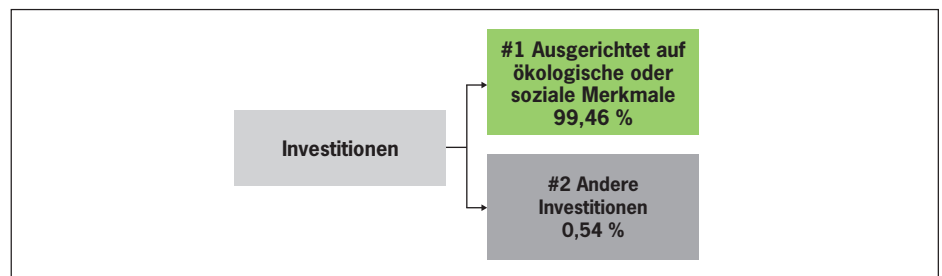 Investitionen
#1 Ausgerichtet auf
ökologische oder
soziale Merkmale
99,46 %
#2 Andere
Investitionen
0,54 %